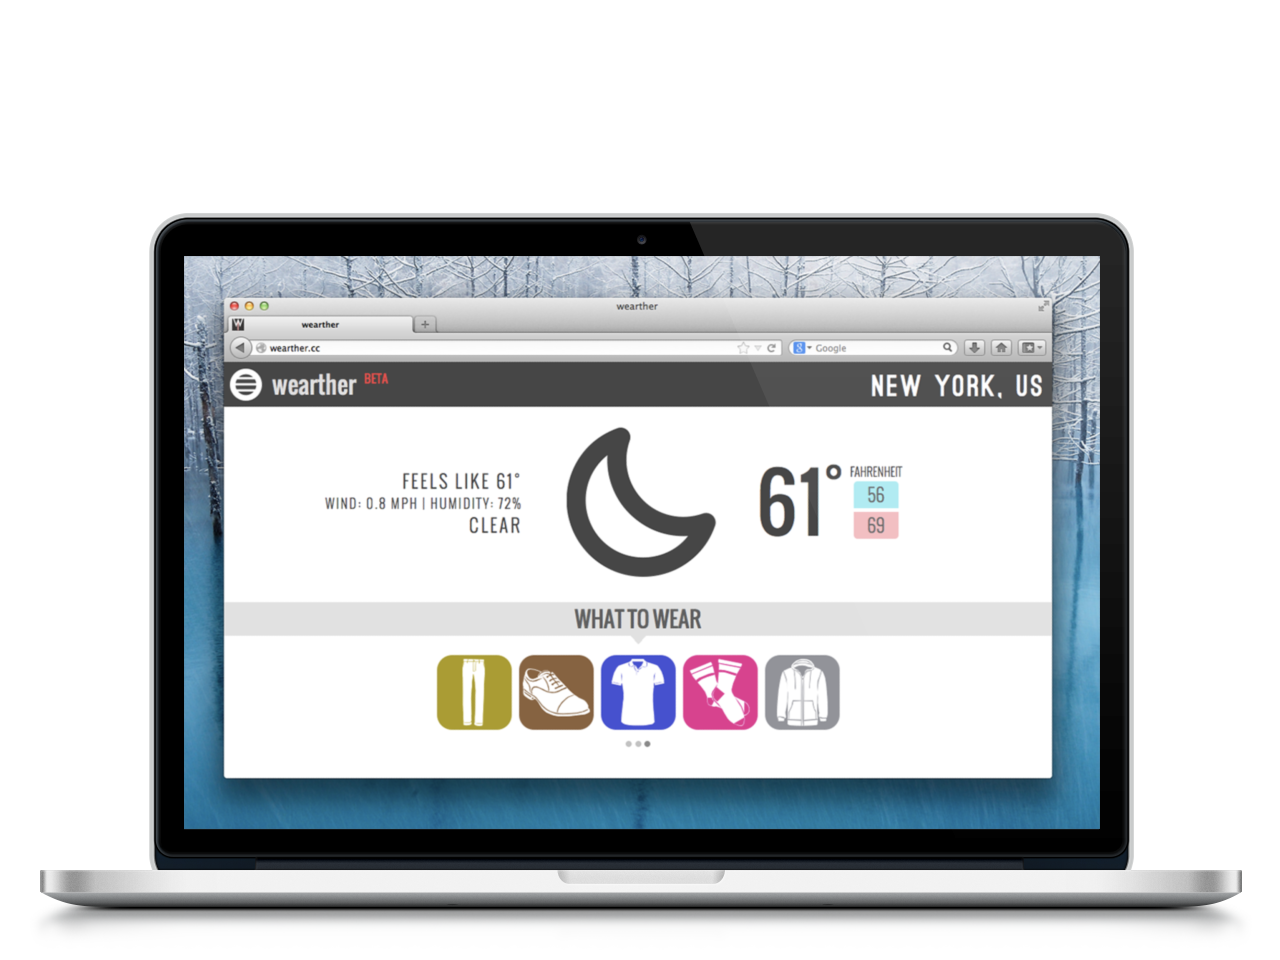 wearther
wearther
wearther.cc
Google
wearther BETA
NEW YORK, US
FEELS LIKE 61°
WIND: 0.8 MPH | HUMIDITY: 72%
CLEAR
61°
FAHRENHEIT
56
69
WHAT TO WEAR